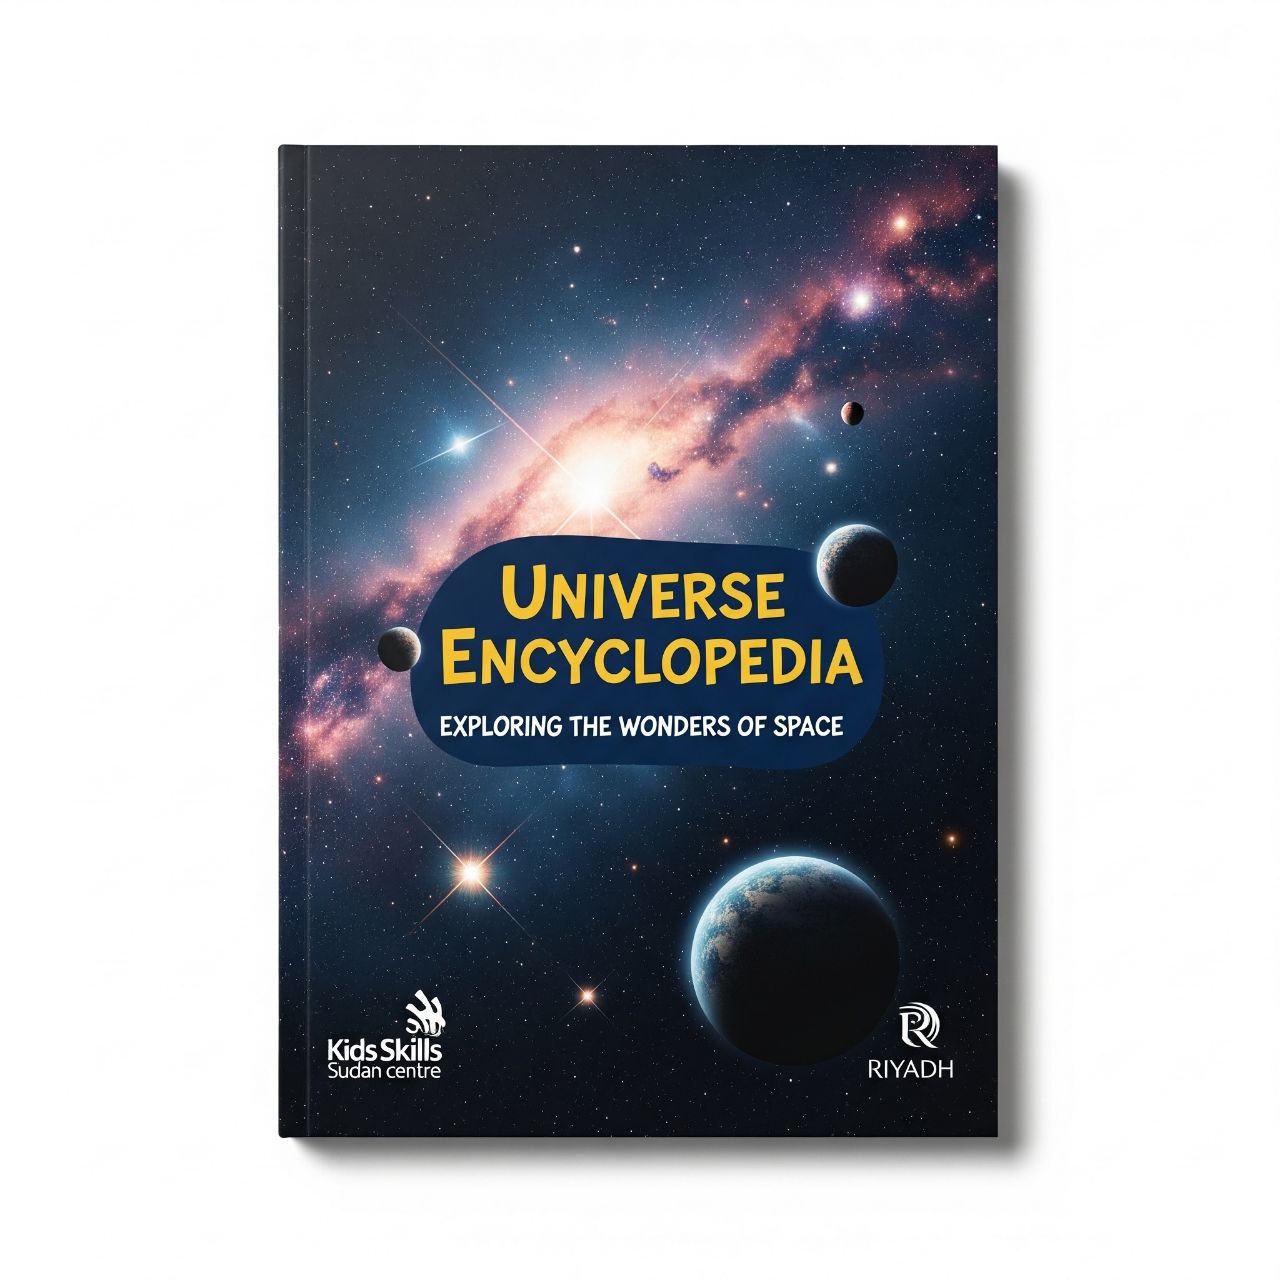 UNIVERSE
ENCYCLOPEDIA
EXPLORING THE WONDERS OF SPACE
Kids Skills
Sudan centre
RIYADH